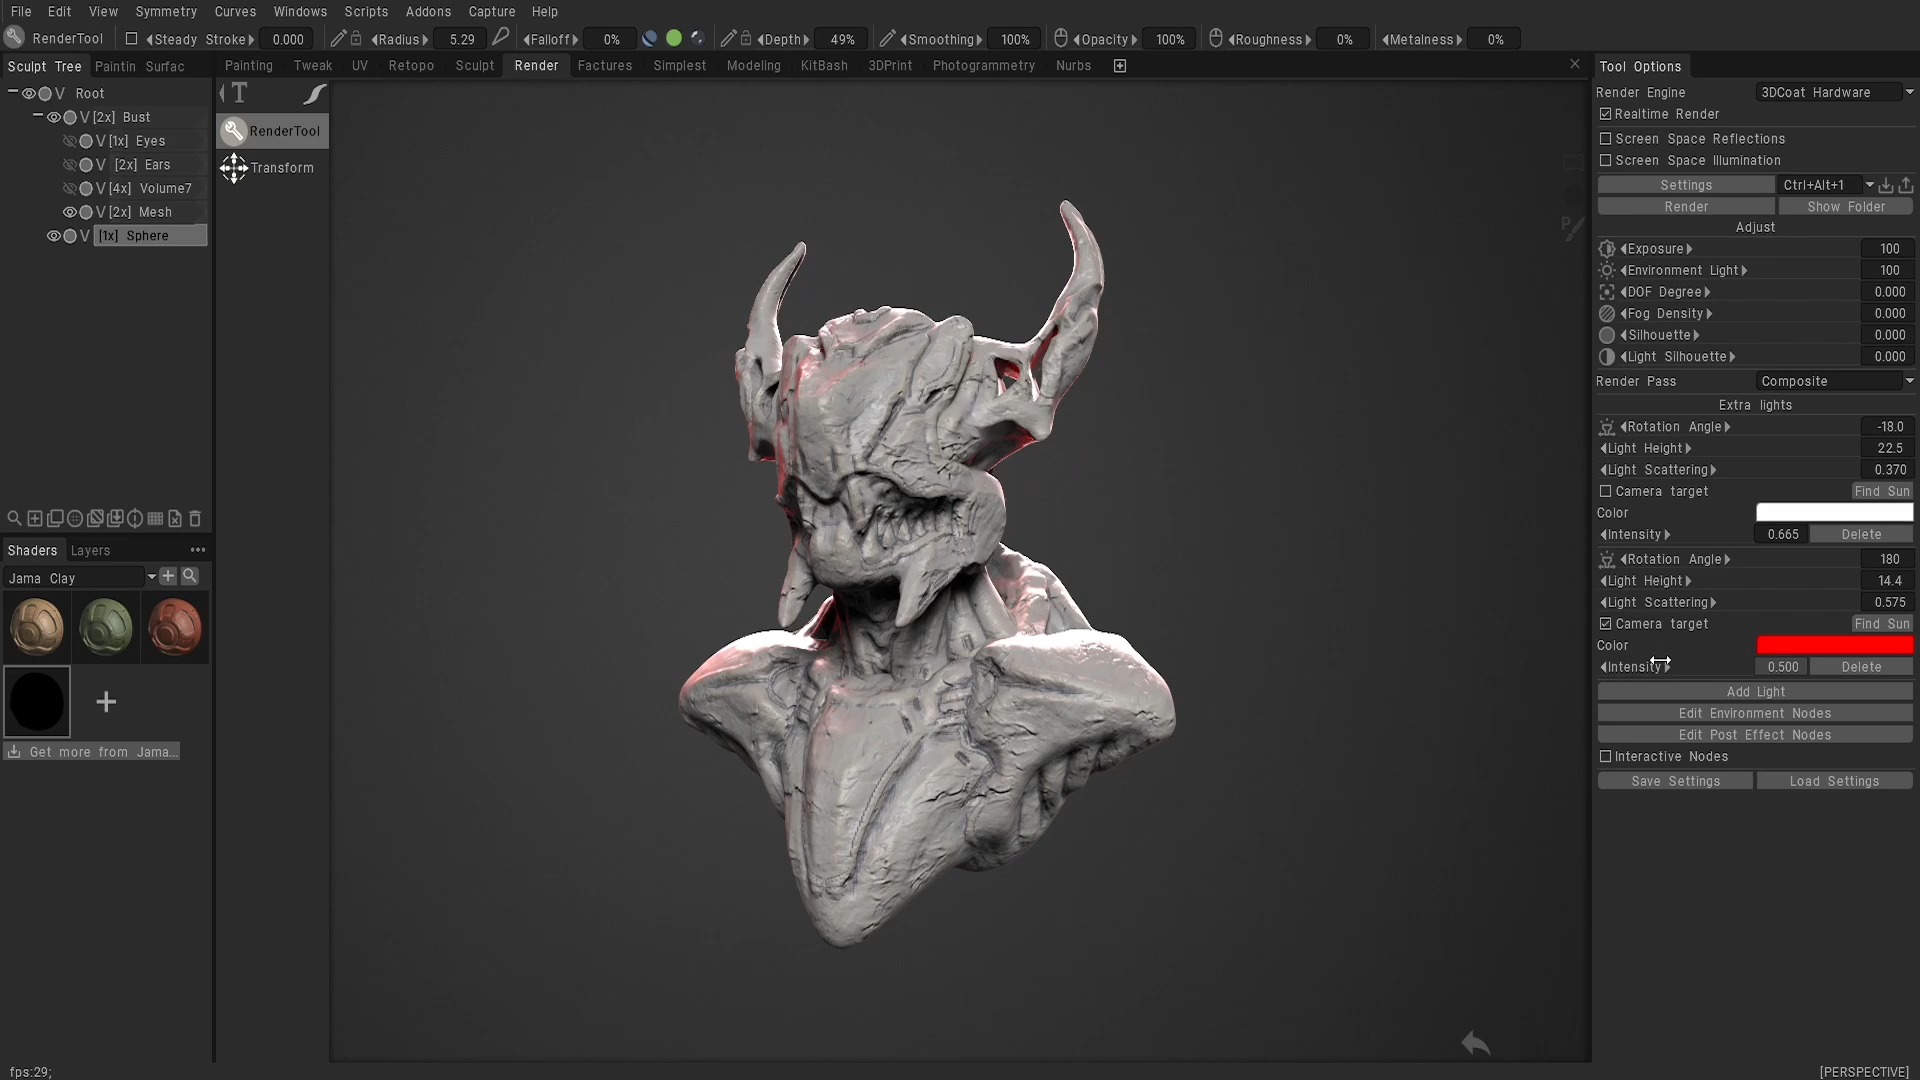 File Edit View Symmetry Curves Windows Scripts Addons Capture Help
RenderTool Steady Stroke 0.000 Radius 5.29 Falloff 0% Depth 49% Smoothing 100% Opacity 100% Roughness 0% Metalness 0%
Sculpt Tree Paintin Surfac
Painting Tweak UV Retopo Sculpt Render Factures Simplest Modeling KitBash 3DPrint Photogrammetry Nurbs
Root
V [2x] Bust
V [1x] Eyes
V [2x] Ears
V [4x] Volume7
V [2x] Mesh
V [1x] Sphere
T
RenderTool
Transform
P
Shaders Layers
Jama Clay
Get more from Jama...
Tool Options
Render Engine 3DCoat Hardware
Realtime Render
Screen Space Reflections
Screen Space Illumination
Settings Ctrl+Alt+1
Render Show Folder
Adjust
Exposure 100
Environment Light 100
DOF Degree 0.000
Fog Density 0.000
Silhouette 0.000
Light Silhouette 0.000
Render Pass Composite
Extra lights
Rotation Angle -18.0
Light Height 22.5
Light Scattering 0.370
Camera target Find Sun
Color
Intensity 0.665 Delete
Rotation Angle 180
Light Height 14.4
Light Scattering 0.575
Camera target Find Sun
Color
Intensity 0.500 Delete
Add Light
Edit Environment Nodes
Edit Post Effect Nodes
Interactive Nodes
Save Settings Load Settings
fps:29; [PERSPECTIVE]